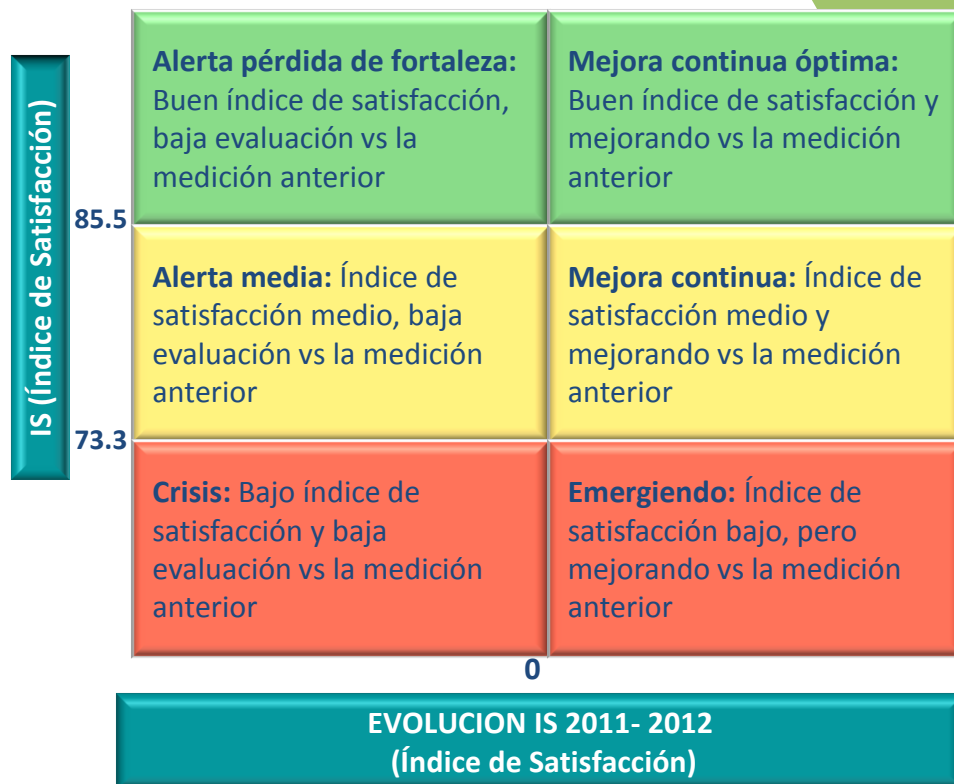 IS (Índice de Satisfacción)
Alerta pérdida de fortaleza:
Buen índice de satisfacción,
baja evaluación vs la
medición anterior
Mejora continua óptima:
Buen índice de satisfacción y
mejorando vs la medición
anterior
85.5
Alerta media: Índice de
satisfacción medio, baja
evaluación vs la medición
anterior
Mejora continua: Índice de
satisfacción medio y
mejorando vs la medición
anterior
73.3
Crisis: Bajo índice de
satisfacción y baja
evaluación vs la medición
anterior
Emergiendo: Índice de
satisfacción bajo, pero
mejorando vs la medición
anterior
0
EVOLUCION IS 2011- 2012
(Índice de Satisfacción)